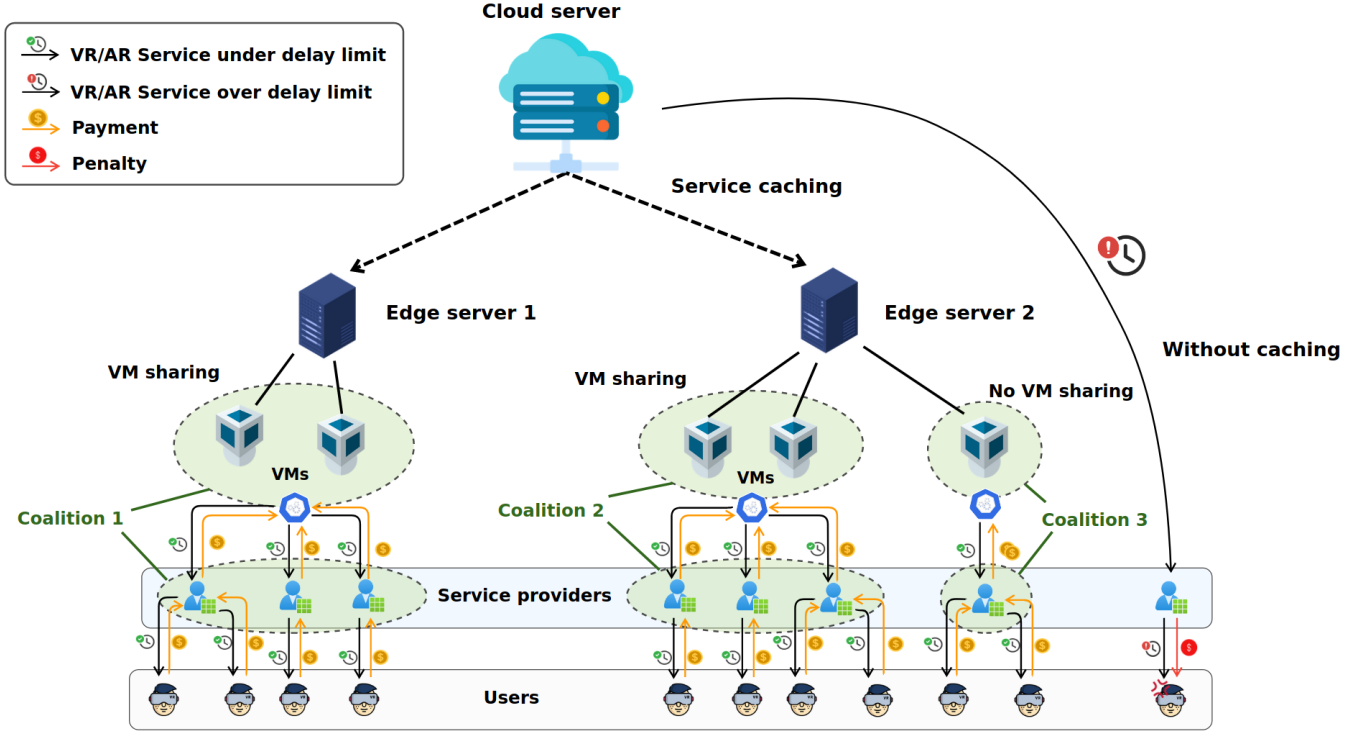 Cloud server
VR/AR Service under delay limit
VR/AR Service over delay limit
Payment
Penalty
Service caching
Edge server 1
Edge server 2
Without caching
VM sharing
VM sharing
No VM sharing
VMs
VMs
Coalition 1
Coalition 2
Coalition 3
Service providers
Users